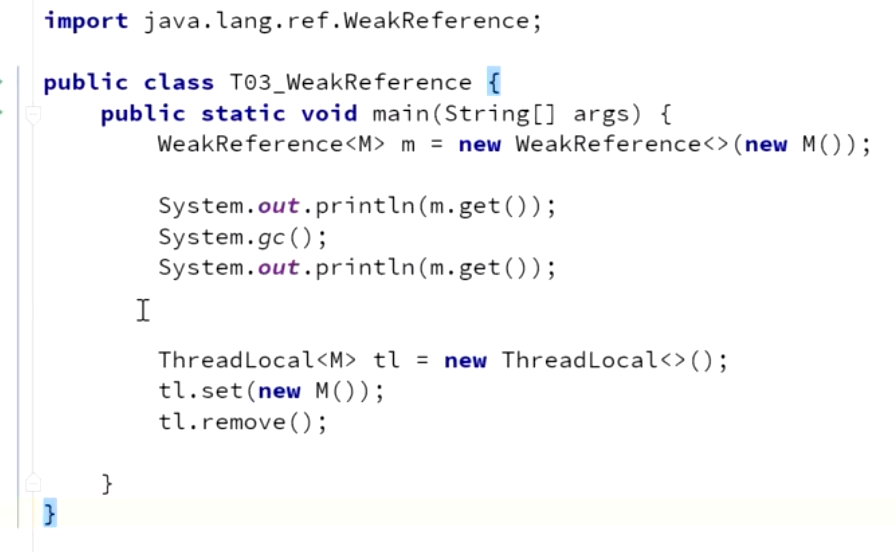 import java.lang.ref.WeakReference;
public class T03_WeakReference {
public static void main(String[] args) {
WeakReference<M> m = new WeakReference<>(new M());
System.out.println(m.get());
System.gc();
System.out.println(m.get());
ThreadLocal<M> tl = new ThreadLocal<>();
tl.set(new M());
tl.remove();
}
}